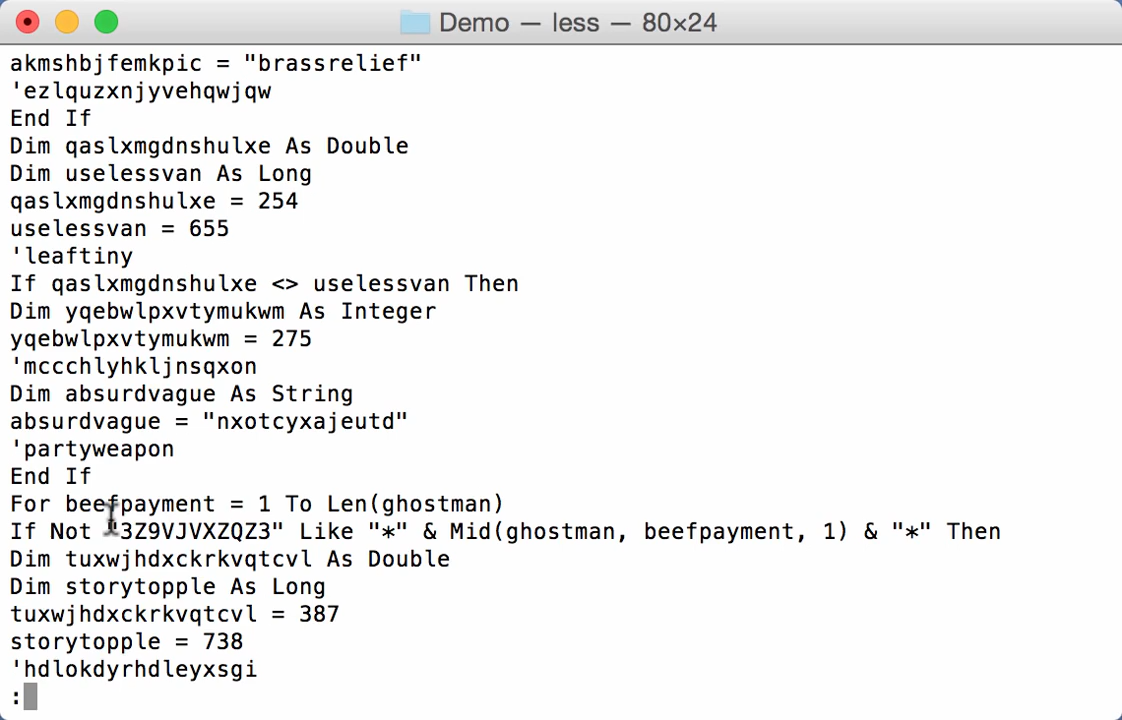 Demo — less — 80×24
akmshbjfemkpic = "brassrelief"
'ezlquzxnjyvehqwjqw
End If
Dim qaslxmgdnshulxe As Double
Dim uselessvan As Long
qaslxmgdnshulxe = 254
uselessvan = 655
'leaftiny
If qaslxmgdnshulxe <> uselessvan Then
Dim yqebwlpxvtymukwm As Integer
yqebwlpxvtymukwm = 275
'mccchlyhkljnsqxon
Dim absurdvague As String
absurdvague = "nxotcyxajeutd"
'partyweapon
End If
For beefpayment = 1 To Len(ghostman)
If Not "3Z9VJVXZQZ3" Like "*" & Mid(ghostman, beefpayment, 1) & "*" Then
Dim tuxwjhdxckrkvqtcvl As Double
Dim storytopple As Long
tuxwjhdxckrkvqtcvl = 387
storytopple = 738
'hdlokdyrhdleyxsgi
: